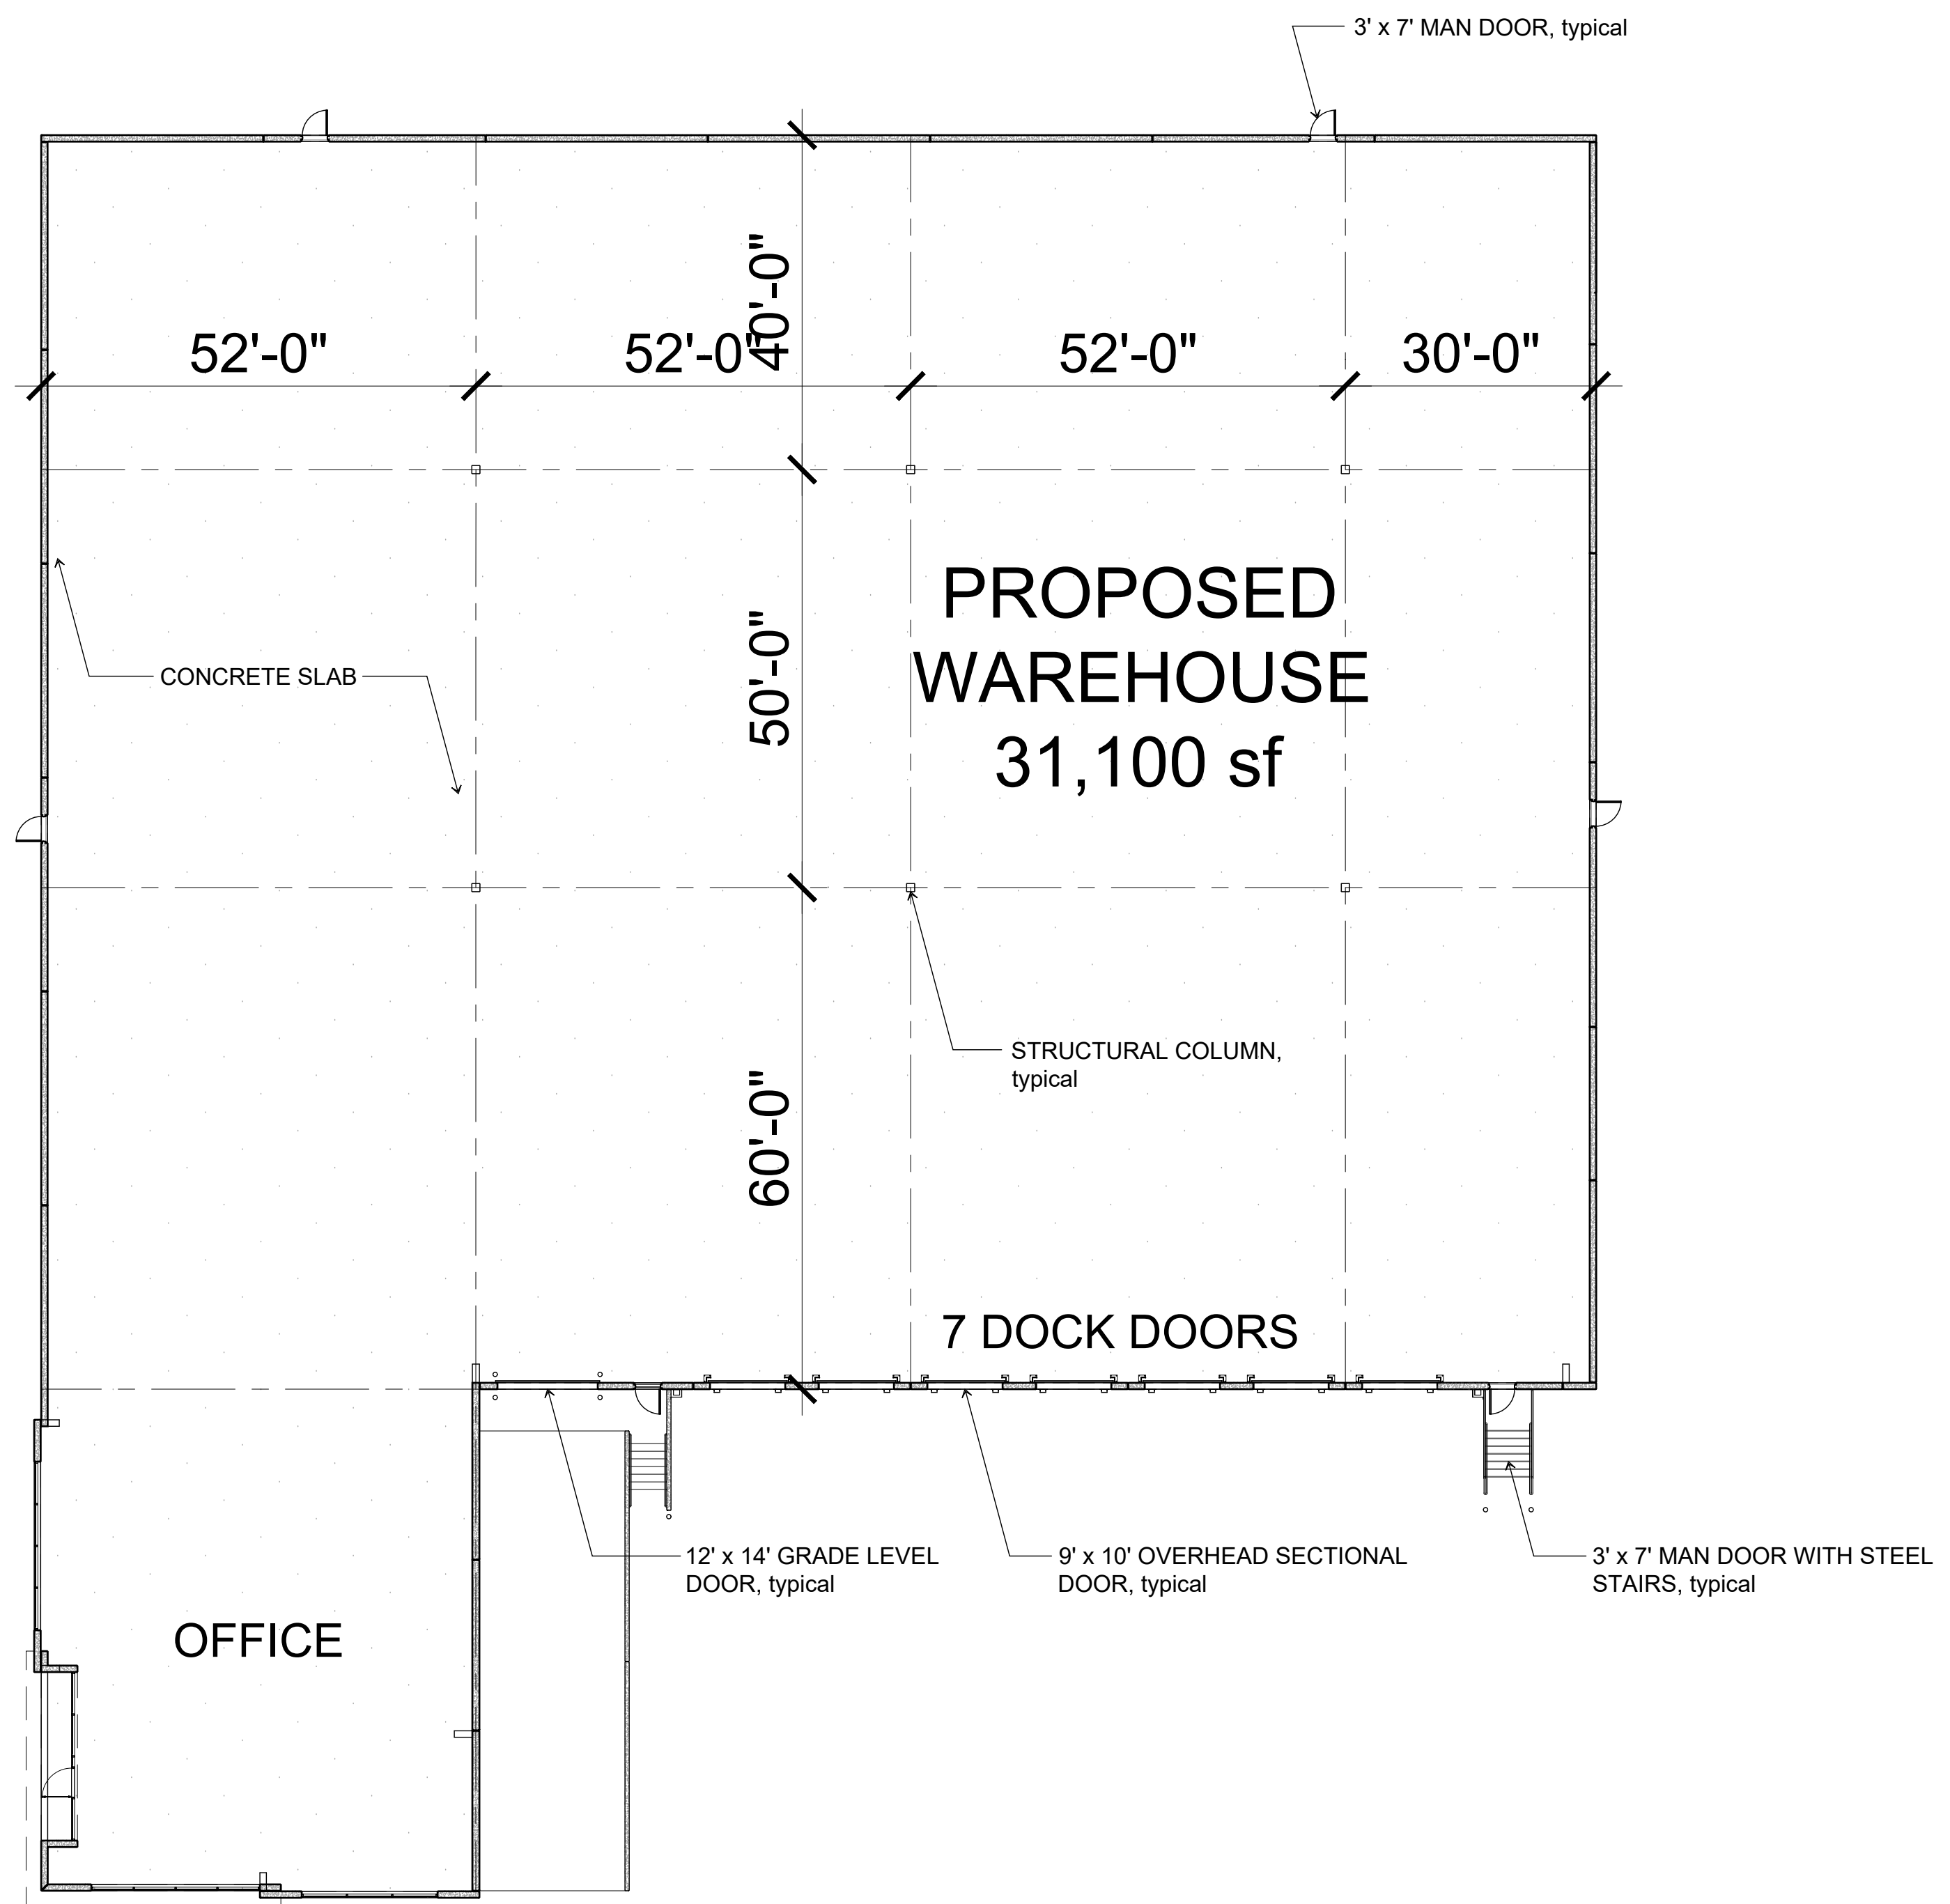 3' x 7' MAN DOOR, typical
40'-0"
52'-0"
52'-0"
52'-0"
30'-0"
PROPOSED
WAREHOUSE
31,100 sf
CONCRETE SLAB
50'-0"
STRUCTURAL COLUMN,
typical
60'-0"
7 DOCK DOORS
12' x 14' GRADE LEVEL
DOOR, typical
9' x 10' OVERHEAD SECTIONAL
DOOR, typical
3' x 7' MAN DOOR WITH STEEL
STAIRS, typical
OFFICE